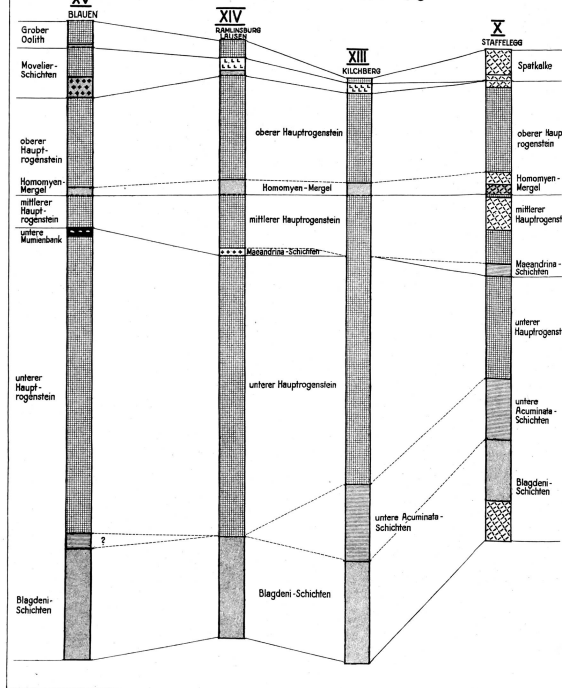 XV
BLAUEN
Grober
Oolith
Movelier-
Schichten
oberer
Haupt-
rogenstein
Homomyen-
Mergel
mittlerer
Haupt-
rogenstein
untere
Mumienbank
unterer
Haupt-
rogenstein
?
Blagdeni-
Schichten
XIV
RAMLINSBURG
LAUSEN
oberer Hauptrogenstein
Homomyen-Mergel
mittlerer Hauptrogenstein
Maeandrina-Schichten
unterer Hauptrogenstein
Blagdeni-Schichten
XIII
KILCHBERG
untere Acuminata-
Schichten
X
STAFFELEGG
Spatkalke
oberer Haup
rogenstein
Homomyen-
Mergel
mittlerer
Hauptrogenst
Maeandrina-
Schichten
unterer
Hauptrogenst
untere
Acuminata-
Schichten
Blagdeni-
Schichten